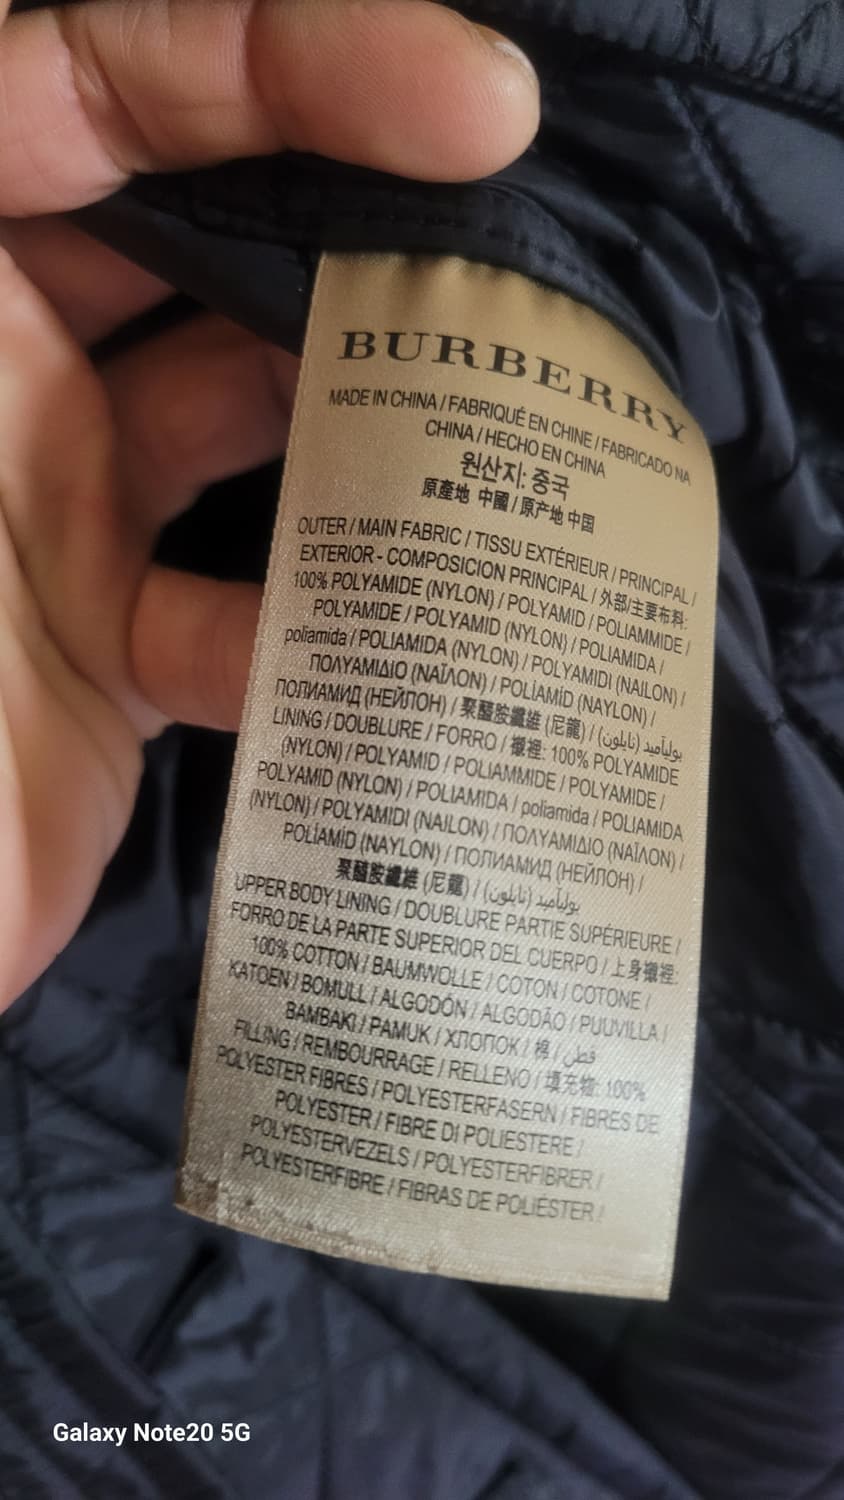 BURBERRY
MADE IN CHINA / FABRIQUÉ EN CHINE / FABRICADO NA
CHINA / HECHO EN CHINA
원산지: 중국
原產地 中國 / 原产地 中国
OUTER / MAIN FABRIC / TISSU EXTÉRIEUR / PRINCIPAL /
EXTERIOR - COMPOSICION PRINCIPAL / 外部/主要布料:
100% POLYAMIDE (NYLON) / POLYAMID / POLIAMMIDE /
POLYAMIDE / POLYAMID (NYLON) / POLIAMIDA /
poliamida / POLIAMIDA (NYLON) / POLYAMIDI (NAILON) /
ΠΟΛΥΑΜΙΔΙΟ (ΝΑΪΛΟΝ) / POLİAMİD (NAYLON) /
ПОЛИАМИД (НЕЙЛОН) / 聚醯胺纖維 (尼龍) / بوليأميد (نايلون)
LINING / DOUBLURE / FORRO / 襯裡: 100% POLYAMIDE
(NYLON) / POLYAMID / POLIAMMIDE / POLYAMIDE /
POLYAMID (NYLON) / POLIAMIDA / poliamida / POLIAMIDA
(NYLON) / POLYAMIDI (NAILON) / ΠΟΛΥΑΜΙΔΙΟ (ΝΑΪΛΟΝ) /
POLİAMİD (NAYLON) / ПОЛИАМИД (НЕЙЛОН) /
聚醯胺纖維 (尼龍) / بوليأميد (نايلون)
UPPER BODY LINING / DOUBLURE PARTIE SUPÉRIEURE /
FORRO DE LA PARTE SUPERIOR DEL CUERPO / 上身襯裡:
100% COTTON / BAUMWOLLE / COTON / COTONE /
KATOEN / BOMULL / ALGODÓN / ALGODÃO / PUUVILLA /
BAMBAKI / PAMUK / ХЛОПОК / 棉 / قطن
FILLING / REMBOURRAGE / RELLENO / 填充物: 100%
POLYESTER FIBRES / POLYESTERFASERN / FIBRES DE
POLYESTER / FIBRE DI POLIESTERE /
POLYESTERVEZELS / POLYESTERFIBRER /
POLYESTERFIBRE / FIBRAS DE POLIÉSTER /
Galaxy Note20 5G